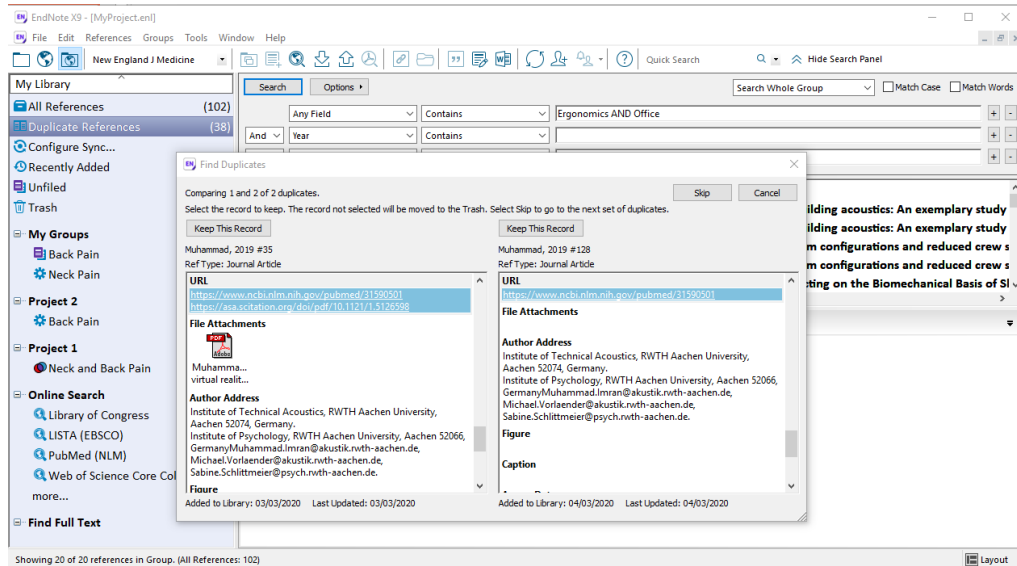 EndNote X9 - [MyProject.enl]
File Edit References Groups Tools Window Help
New England J Medicine
Quick Search
Hide Search Panel
My Library
All References (102)
Duplicate References (38)
Configure Sync...
Recently Added
Unfiled
Trash
My Groups
Back Pain
Neck Pain
Project 2
Back Pain
Project 1
Neck and Back Pain
Online Search
Library of Congress
LISTA (EBSCO)
PubMed (NLM)
Web of Science Core Col
more...
Find Full Text
Search Options
Search Whole Group
Match Case
Match Words
Any Field Contains Ergonomics AND Office + -
And Year Contains + -
+ -
ilding acoustics: An exemplary study
ilding acoustics: An exemplary study
m configurations and reduced crew s
m configurations and reduced crew s
ting on the Biomechanical Basis of Sl
Find Duplicates
Comparing 1 and 2 of 2 duplicates.
Skip Cancel
Select the record to keep. The record not selected will be moved to the Trash. Select Skip to go to the next set of duplicates.
Keep This Record
Muhammad, 2019 #35
Ref Type: Journal Article
URL
https://www.ncbi.nlm.nih.gov/pubmed/31590501
https://asa.scitation.org/doi/pdf/10.1121/1.5126598
File Attachments
PDF
Adobe
Muhamma...
virtual realit...
Author Address
Institute of Technical Acoustics, RWTH Aachen University,
Aachen 52074, Germany.
Institute of Psychology, RWTH Aachen University, Aachen 52066,
GermanyMuhammad.Imran@akustik.rwth-aachen.de,
Michael.Vorlaender@akustik.rwth-aachen.de,
Sabine.Schlittmeier@psych.rwth-aachen.de.
Figure
Added to Library: 03/03/2020 Last Updated: 03/03/2020
Keep This Record
Muhammad, 2019 #128
Ref Type: Journal Article
URL
https://www.ncbi.nlm.nih.gov/pubmed/31590501
File Attachments
Author Address
Institute of Technical Acoustics, RWTH Aachen University,
Aachen 52074, Germany.
Institute of Psychology, RWTH Aachen University, Aachen 52066,
GermanyMuhammad.Imran@akustik.rwth-aachen.de,
Michael.Vorlaender@akustik.rwth-aachen.de,
Sabine.Schlittmeier@psych.rwth-aachen.de.
Figure
Caption
Added to Library: 04/03/2020 Last Updated: 04/03/2020
Showing 20 of 20 references in Group. (All References: 102)
Layout